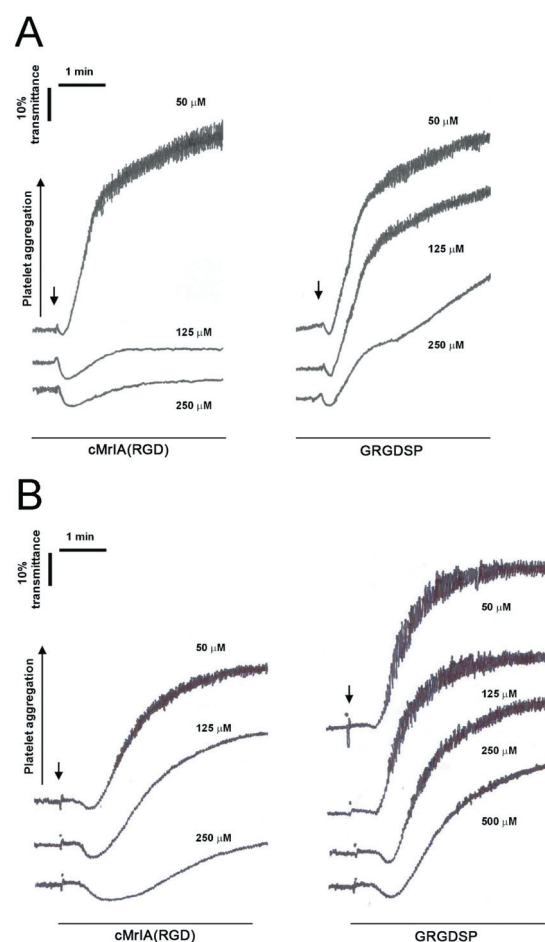 A
1 min
10%
transmittance
Platelet aggregation
50 μM
125 μM
250 μM
cMrIA(RGD)
50 μM
125 μM
250 μM
GRGDSP
B
1 min
10%
transmittance
Platelet aggregation
50 μM
125 μM
250 μM
cMrIA(RGD)
50 μM
125 μM
250 μM
500 μM
GRGDSP